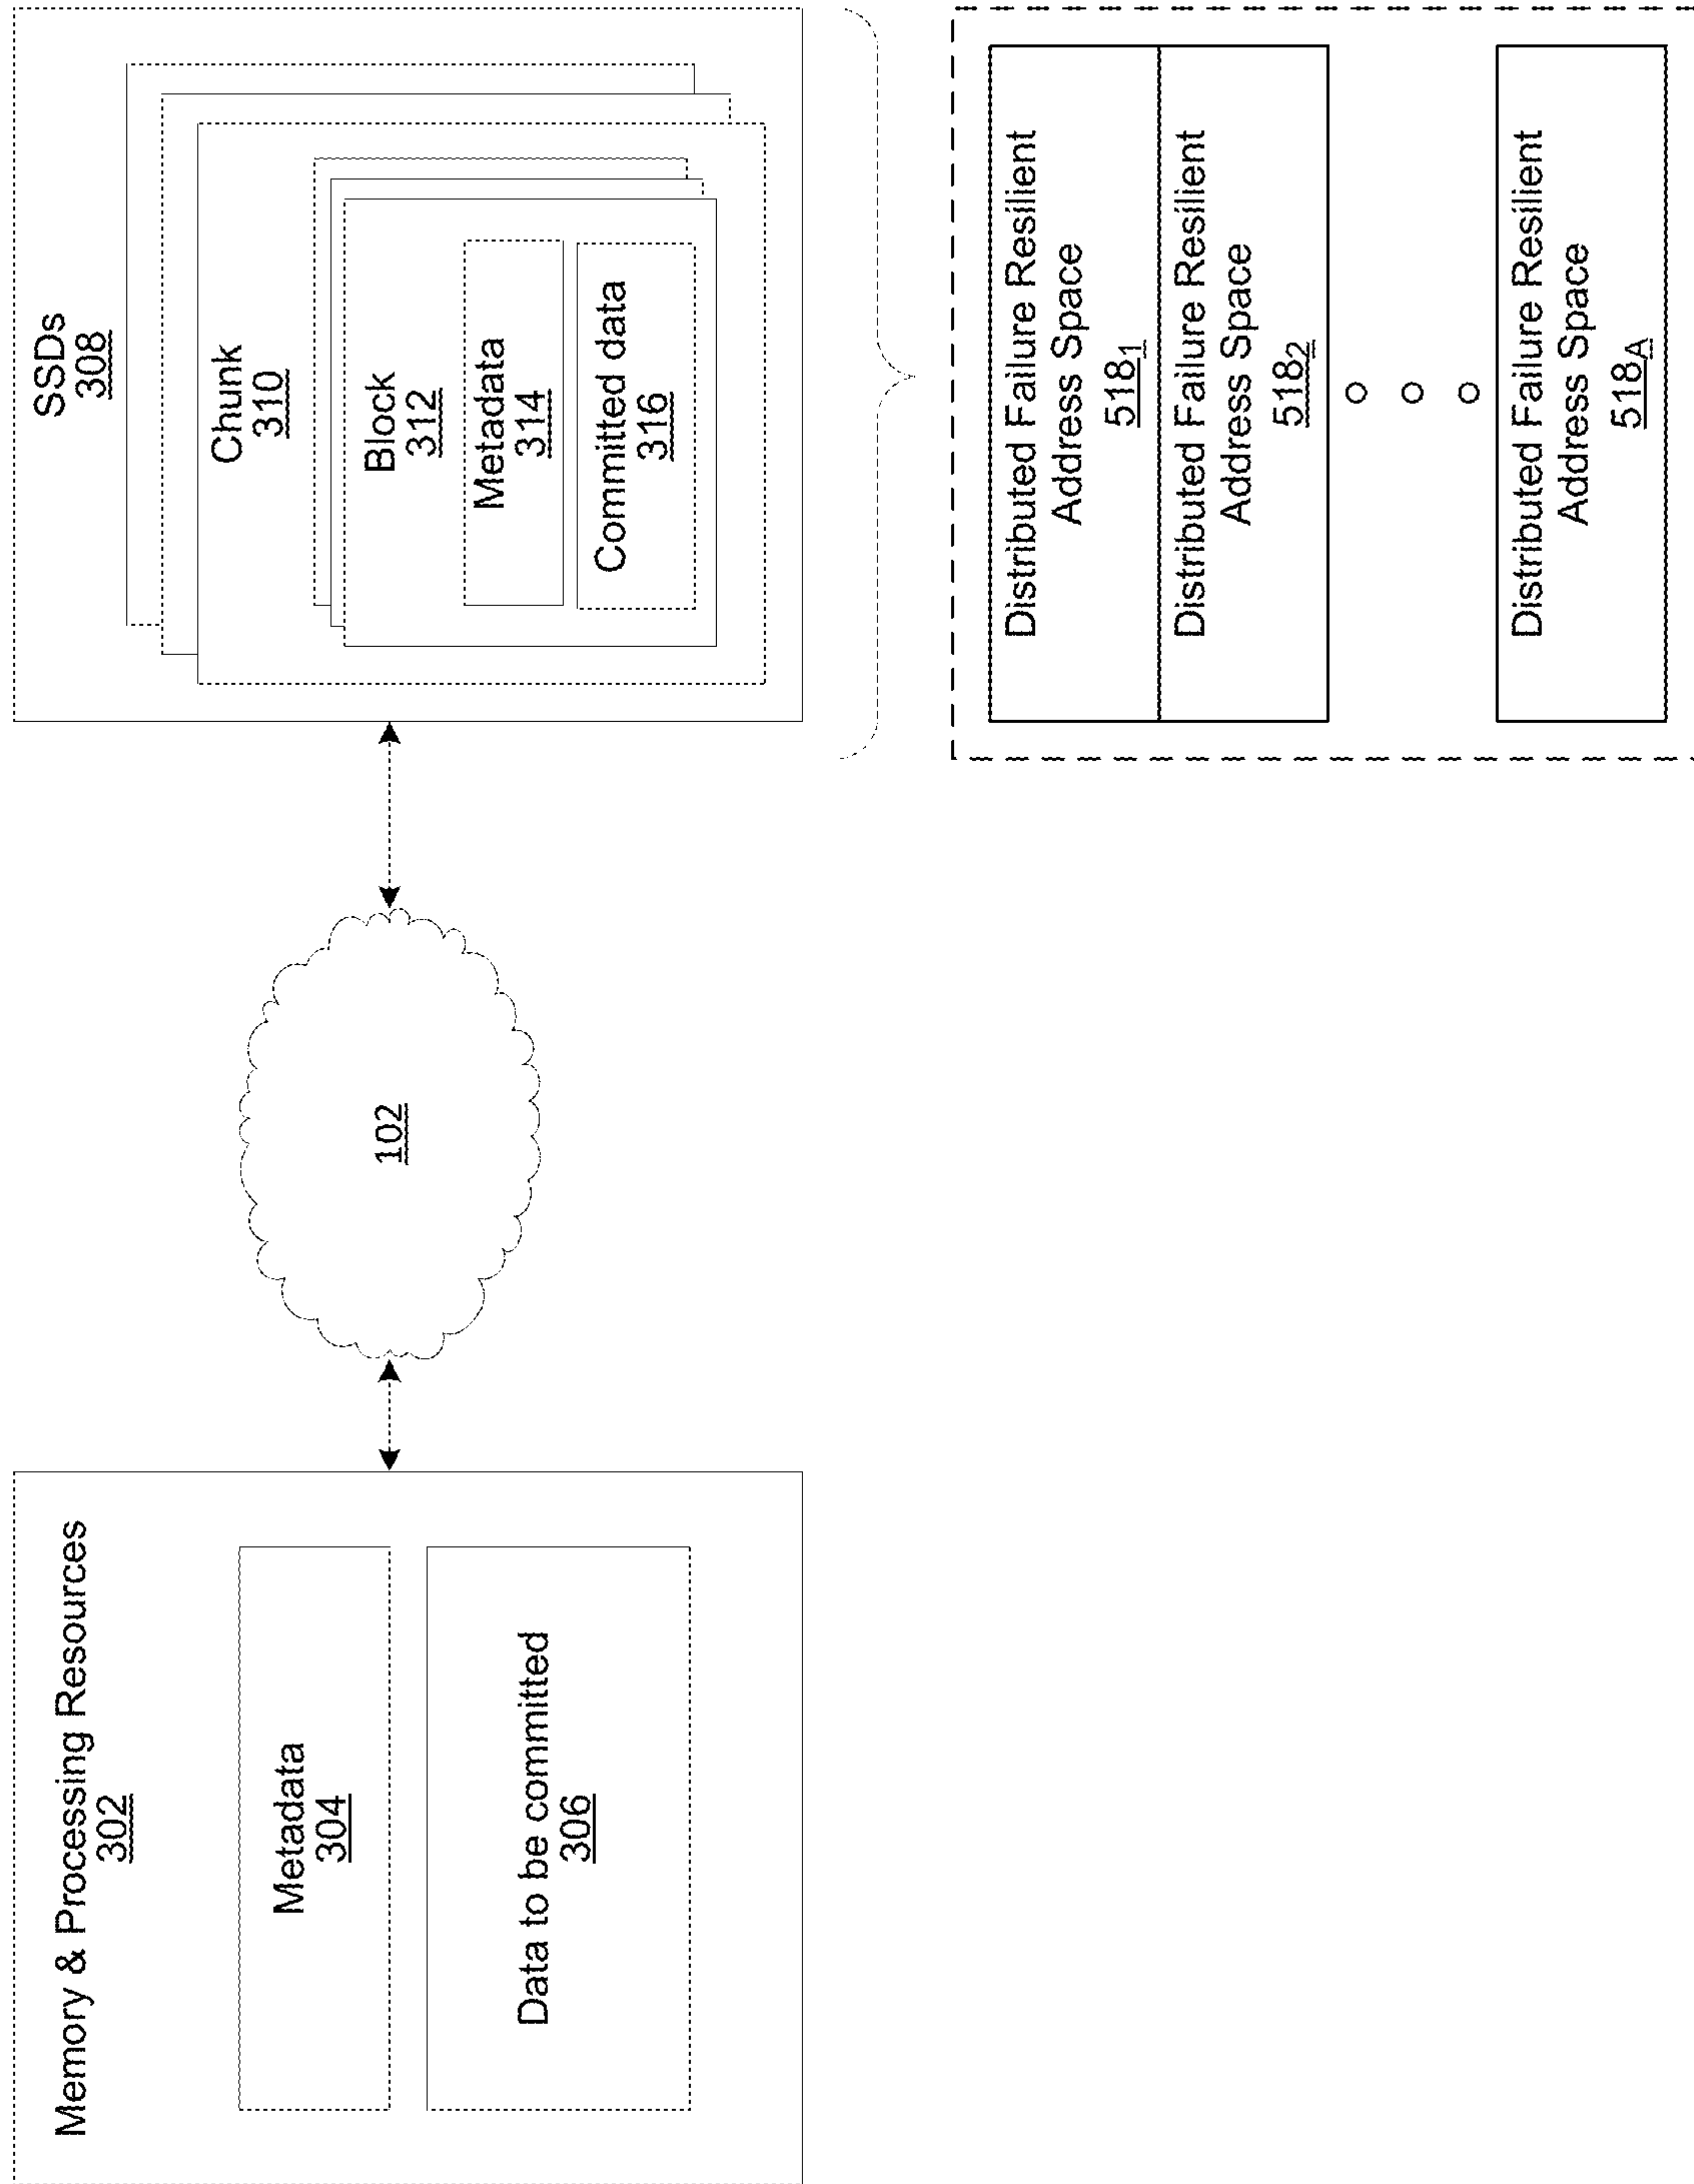 Memory & Processing Resources
302
Metadata
304
Data to be committed
306
102
SSDs
308
Chunk
310
Block
312
Metadata
314
Committed data
316
Distributed Failure Resilient
Address Space
518₁
Distributed Failure Resilient
Address Space
518₂
Distributed Failure Resilient
Address Space
518A